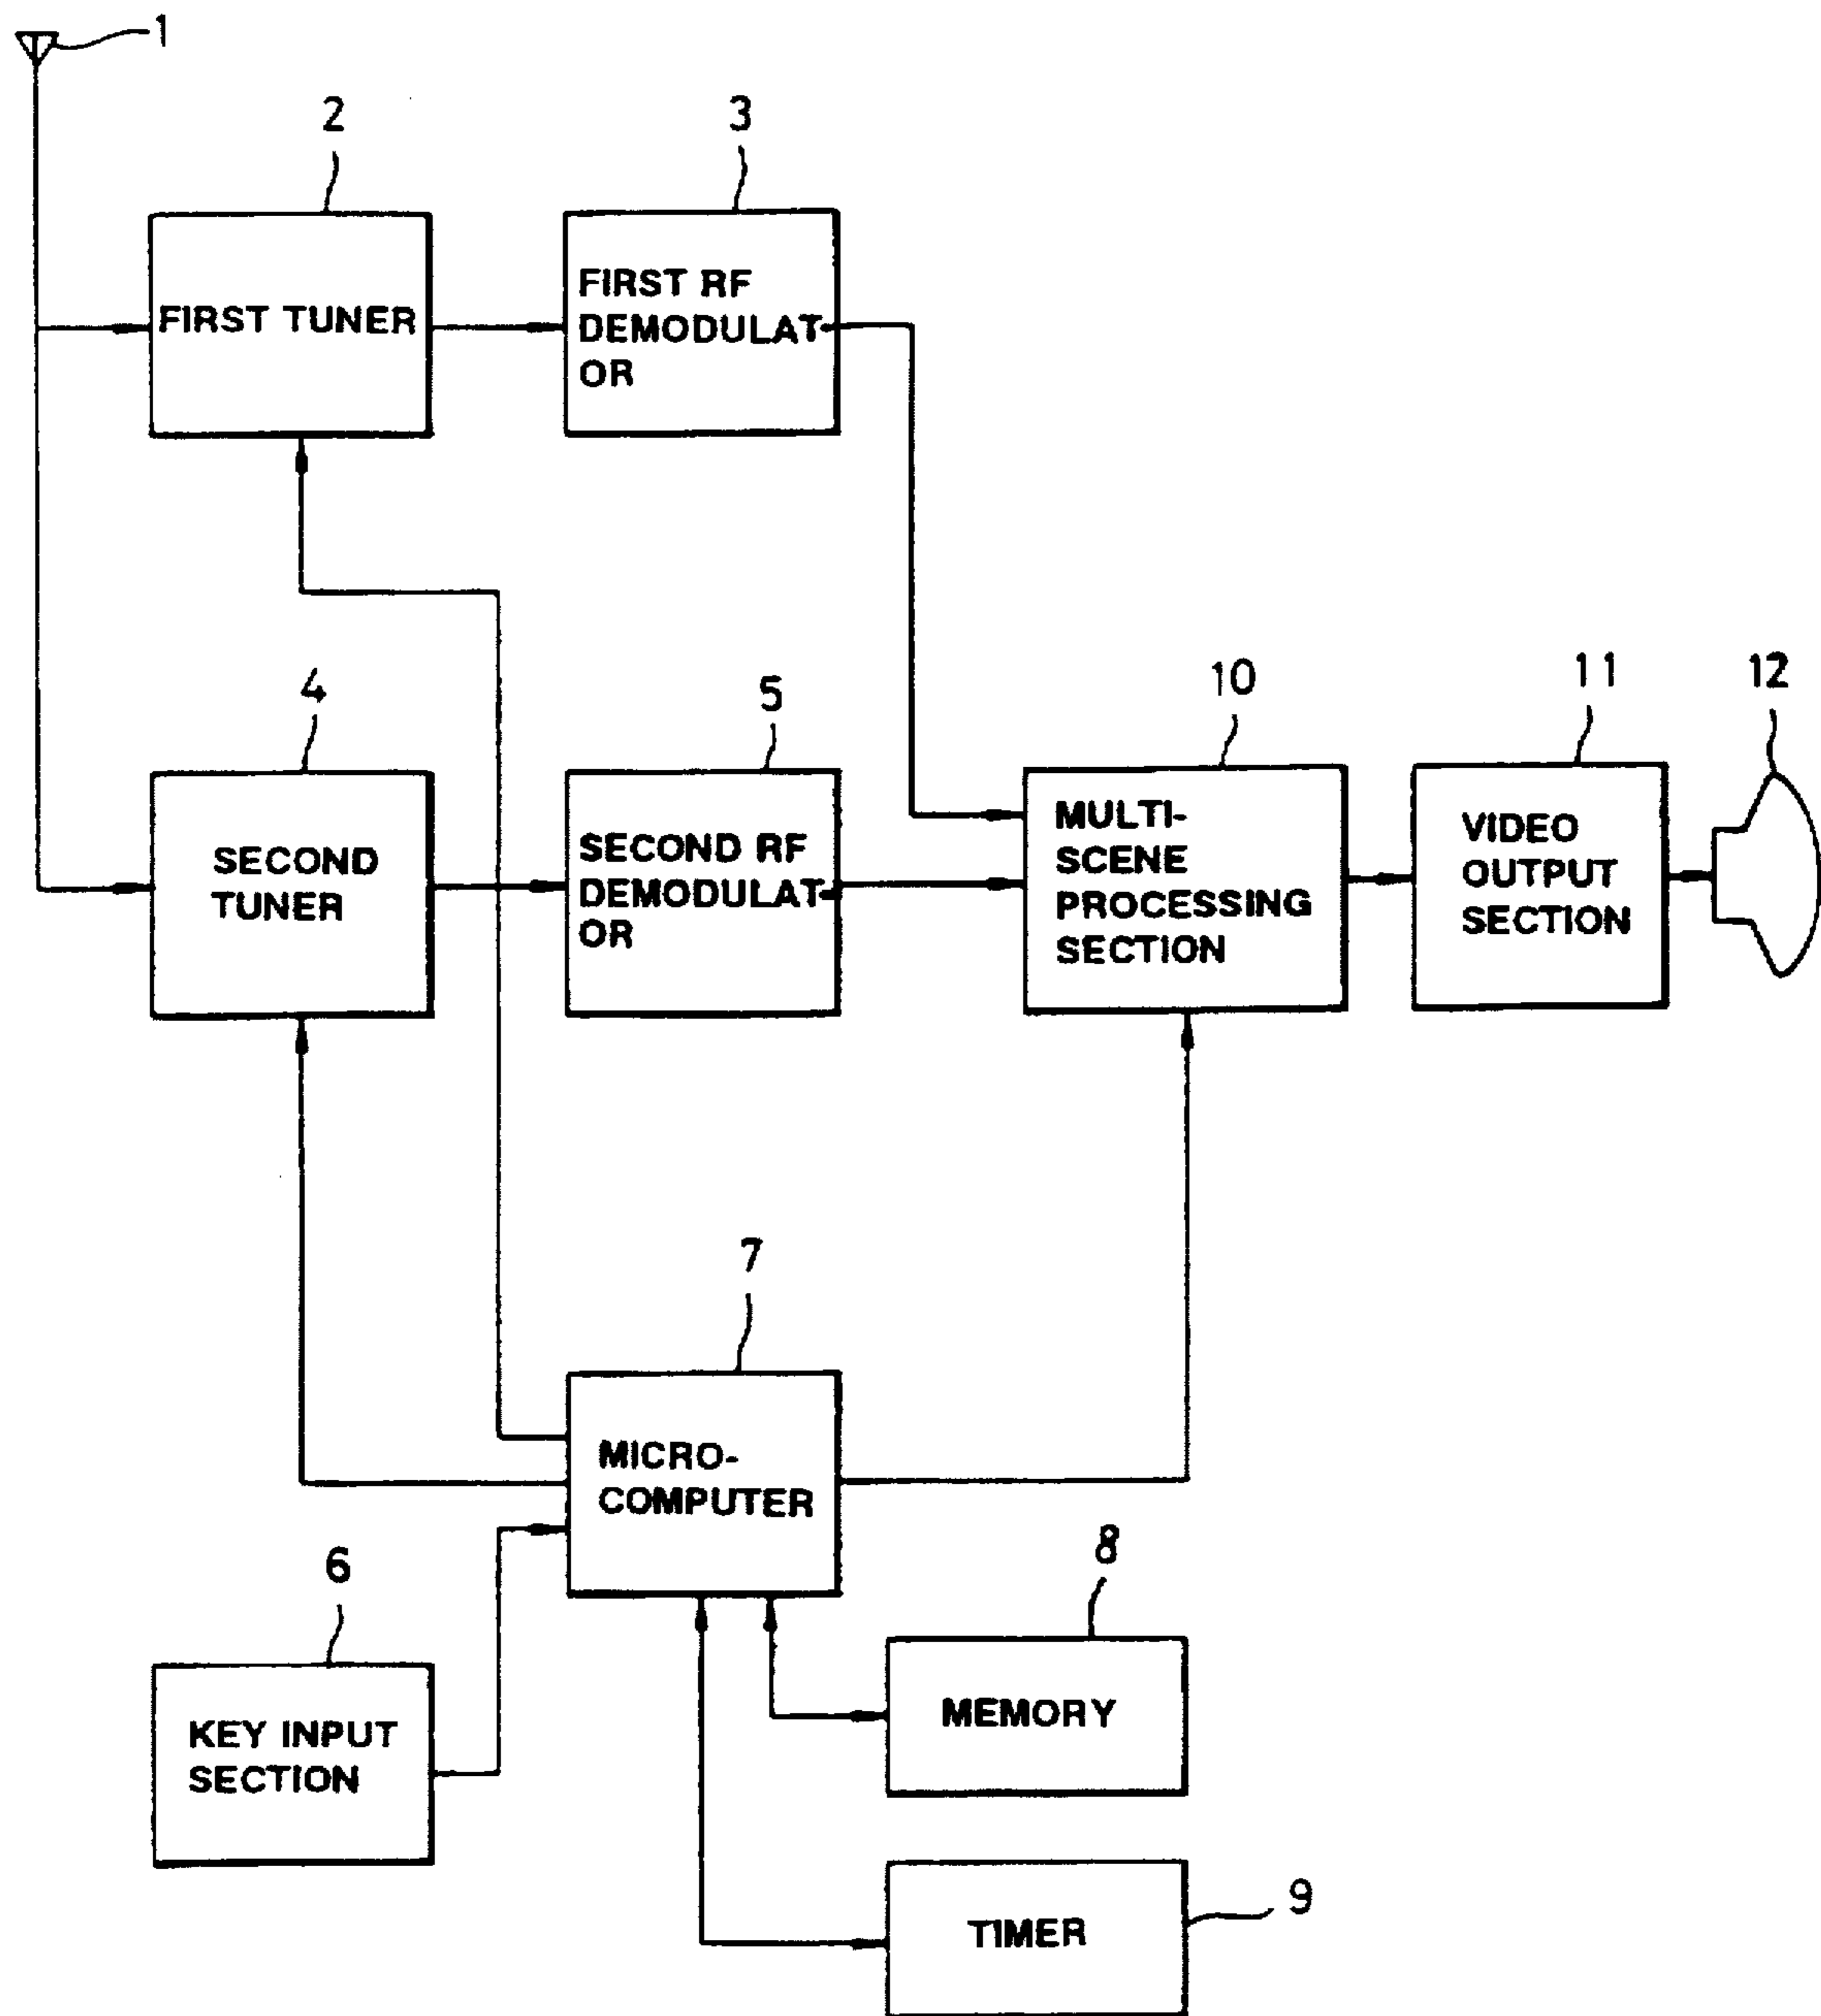 1
2
3
FIRST TUNER
FIRST RF
DEMODULAT
OR
4
5
10
11
12
SECOND
TUNER
SECOND RF
DEMODULAT
OR
MULTI-
SCENE
PROCESSING
SECTION
VIDEO
OUTPUT
SECTION
7
MICRO-
COMPUTER
6
8
KEY INPUT
SECTION
MEMORY
9
TIMER